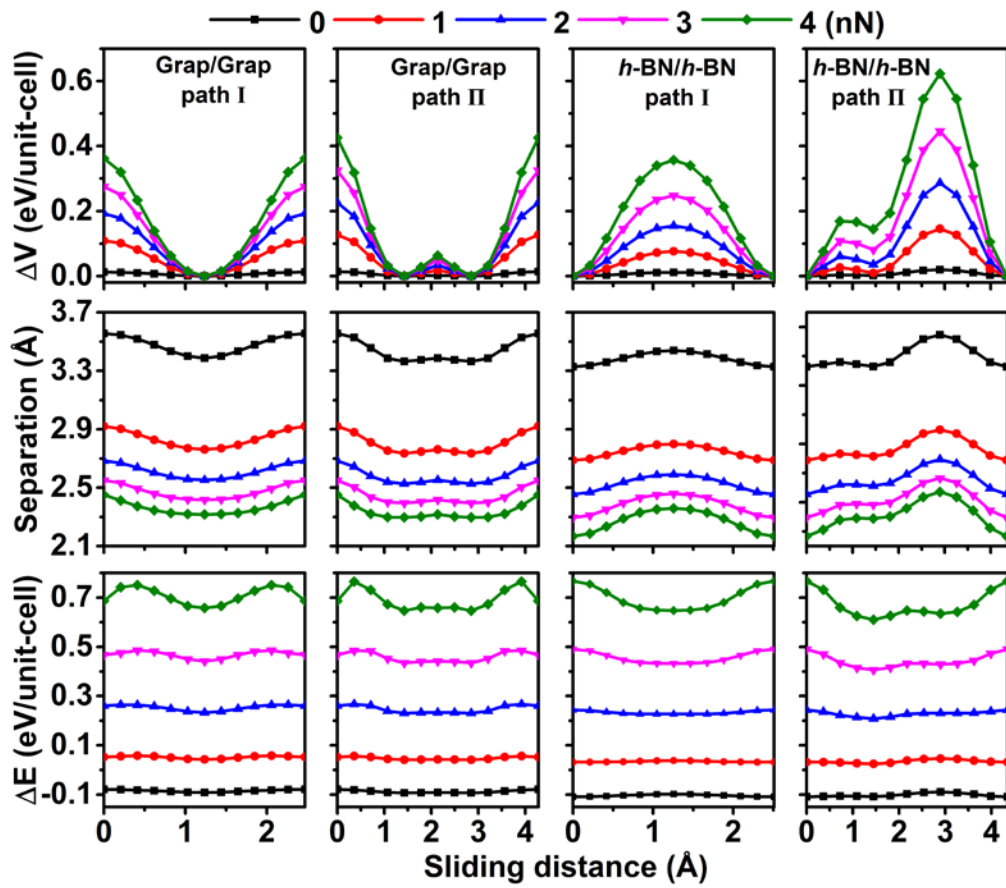 0 1 2 3 4 (nN)
Grap/Grap
path I
Grap/Grap
path II
h-BN/h-BN
path I
h-BN/h-BN
path II
ΔV (eV/unit-cell)
0.6
0.4
0.2
0.0
Separation (Å)
3.7
3.3
2.9
2.5
2.1
ΔE (eV/unit-cell)
0.7
0.5
0.3
0.1
-0.1
0 1 2 0 1 2 3 4 0 1 2 0 1 2 3 4
Sliding distance (Å)